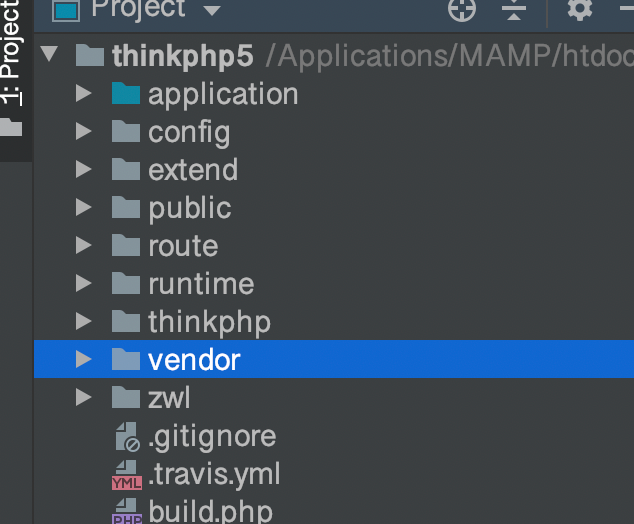 Project
1: Project
thinkphp5 /Applications/MAMP/htdoc
application
config
extend
public
route
runtime
thinkphp
vendor
zwl
.gitignore
YML .travis.yml
PHP build.php